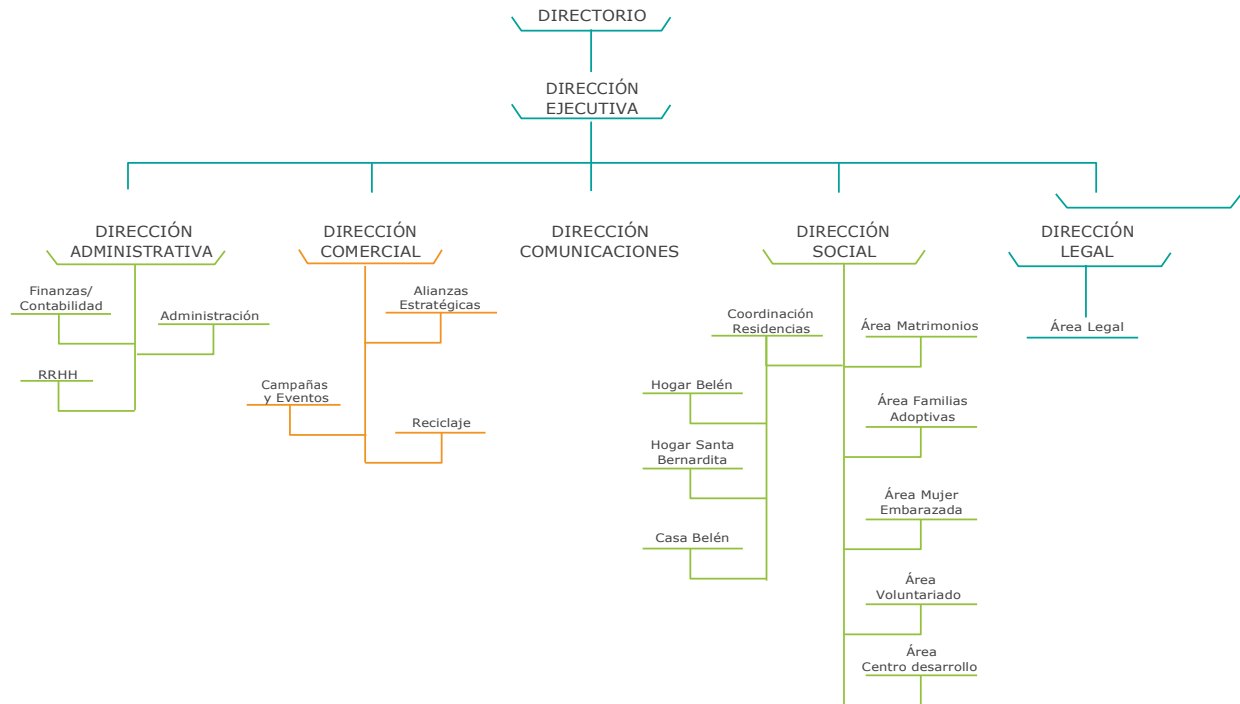 DIRECTORIO
DIRECCIÓN
EJECUTIVA
DIRECCIÓN
ADMINISTRATIVA
DIRECCIÓN
COMERCIAL
DIRECCIÓN
COMUNICACIONES
DIRECCIÓN
SOCIAL
DIRECCIÓN
LEGAL
Finanzas/
Contabilidad
Administración
RRHH
Alianzas
Estratégicas
Campañas
y Eventos
Reciclaje
Coordinación
Residencias
Hogar Belén
Hogar Santa
Bernardita
Casa Belén
Área Matrimonios
Área Familias
Adoptivas
Área Mujer
Embarazada
Área
Voluntariado
Área
Centro desarrollo
Área Legal